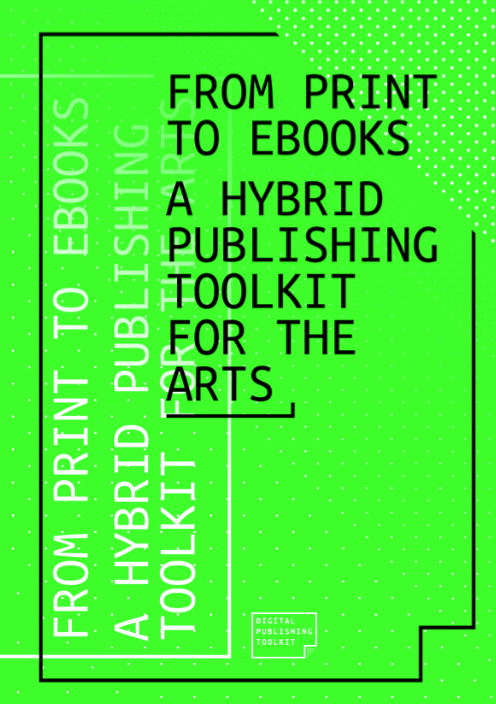 FROM PRINT
TO EBOOKS
A HYBRID
PUBLISHING
TOOLKIT
FOR THE
ARTS
FROM PRINT TO EBOOKS
A HYBRID PUBLISHING
TOOLKIT FOR THE ARTS
DIGITAL
PUBLISHING
TOOLKIT